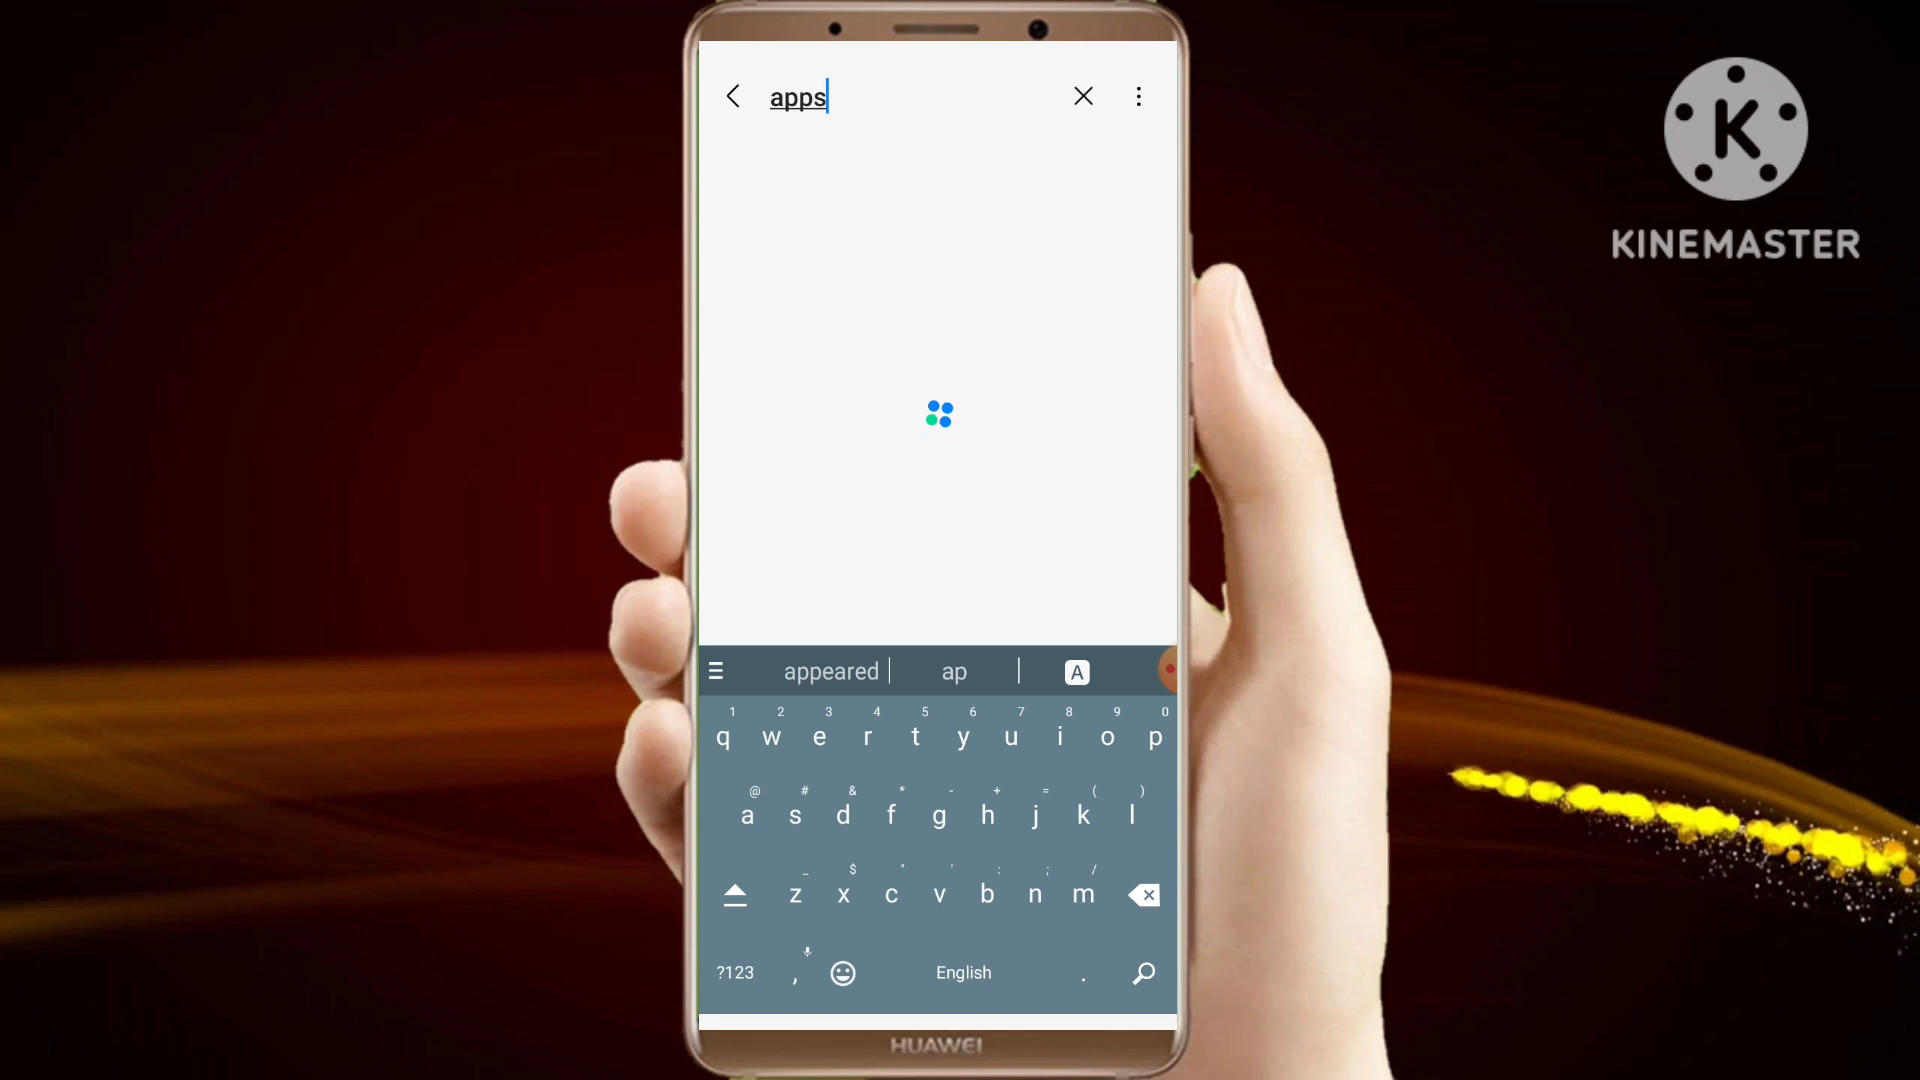 apps
K
KINEMASTER
appeared ap A
1 2 3 4 5 6 7 8 9 0
q w e r t y u i o p
@ # & * - + = ( )
a s d f g h j k l
_ $ " ' : ; /
z x c v b n m
?123 , English .
HUAWEI